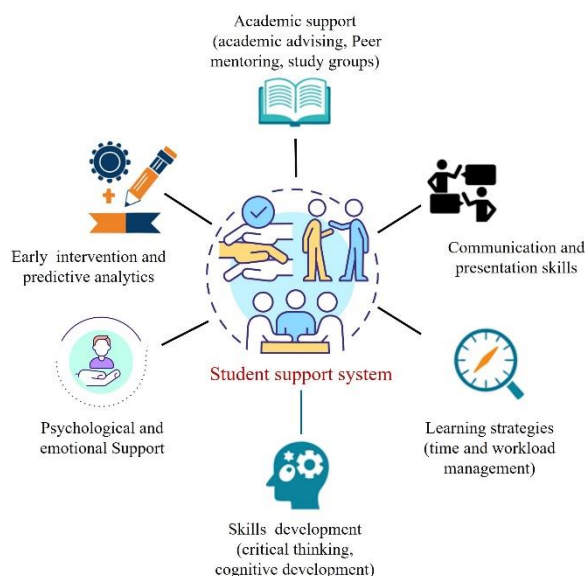 Academic support
(academic advising, Peer
mentoring, study groups)
Early intervention and
predictive analytics
Communication and
presentation skills
Student support system
Psychological and
emotional Support
Learning strategies
(time and workload
management)
Skills development
(critical thinking,
cognitive development)